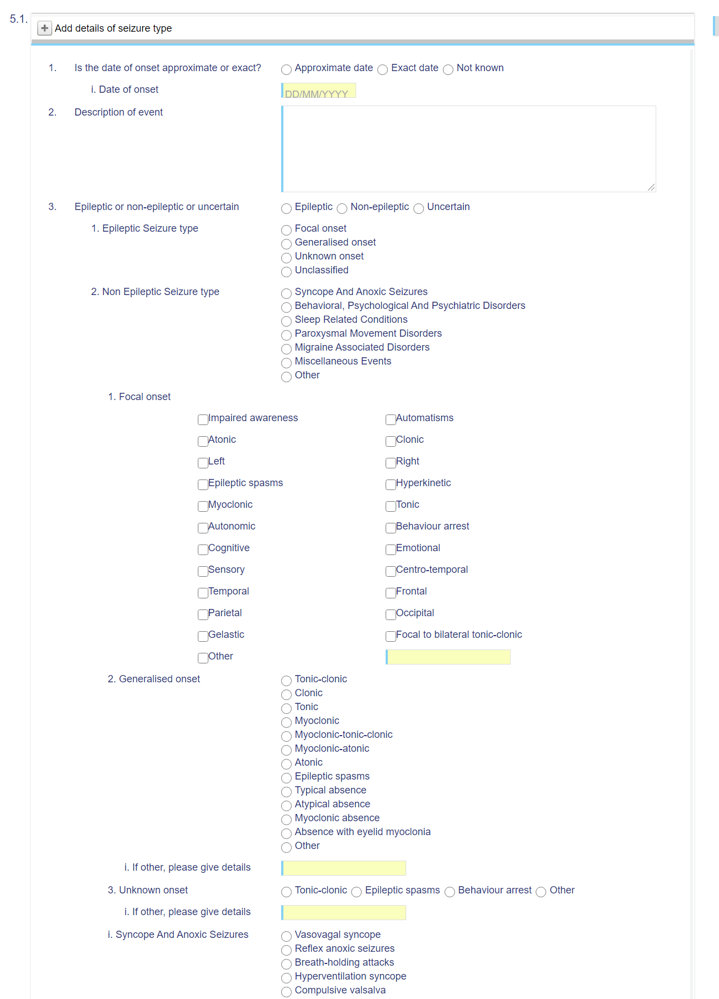 5.1.
+ Add details of seizure type
1. Is the date of onset approximate or exact? Approximate date Exact date Not known
i. Date of onset DD/MM/YYYY
2. Description of event
3. Epileptic or non-epileptic or uncertain Epileptic Non-epileptic Uncertain
1. Epileptic Seizure type Focal onset
Generalised onset
Unknown onset
Unclassified
2. Non Epileptic Seizure type Syncope And Anoxic Seizures
Behavioral, Psychological And Psychiatric Disorders
Sleep Related Conditions
Paroxysmal Movement Disorders
Migraine Associated Disorders
Miscellaneous Events
Other
1. Focal onset
Impaired awareness Automatisms
Atonic Clonic
Left Right
Epileptic spasms Hyperkinetic
Myoclonic Tonic
Autonomic Behaviour arrest
Cognitive Emotional
Sensory Centro-temporal
Temporal Frontal
Parietal Occipital
Gelastic Focal to bilateral tonic-clonic
Other
2. Generalised onset Tonic-clonic
Clonic
Tonic
Myoclonic
Myoclonic-tonic-clonic
Myoclonic-atonic
Atonic
Epileptic spasms
Typical absence
Atypical absence
Myoclonic absence
Absence with eyelid myoclonia
Other
i. If other, please give details
3. Unknown onset Tonic-clonic Epileptic spasms Behaviour arrest Other
i. If other, please give details
i. Syncope And Anoxic Seizures Vasovagal syncope
Reflex anoxic seizures
Breath-holding attacks
Hyperventilation syncope
Compulsive valsalva